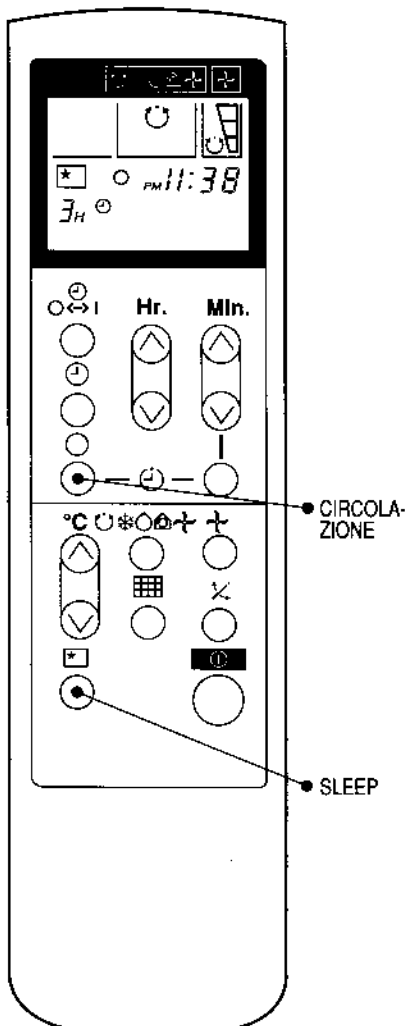 PM 11:38
3H
Hr. Min.
I
°C
CIRCOLA-
ZIONE
SLEEP